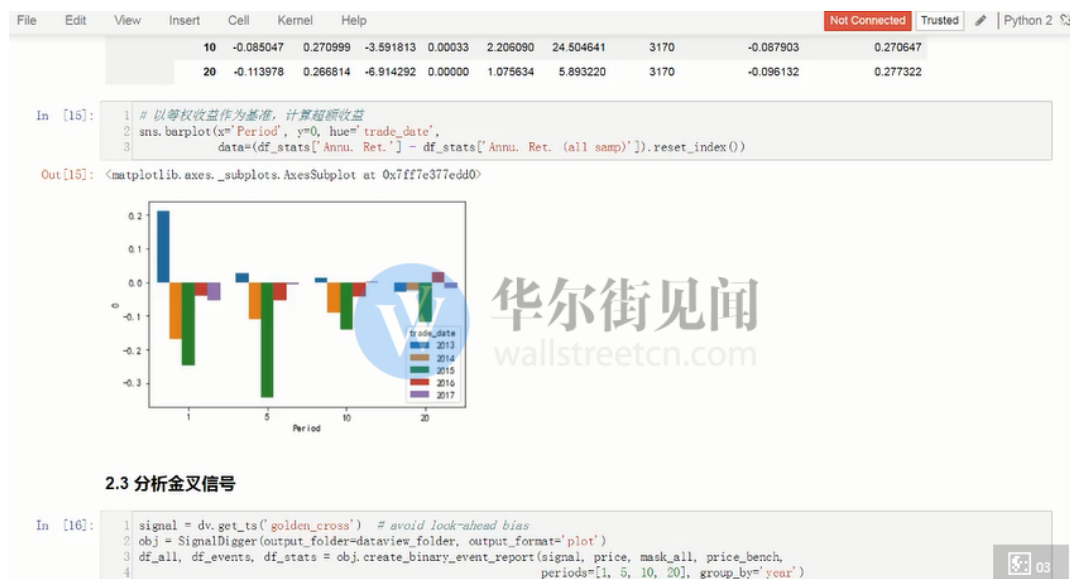 File Edit View Insert Cell Kernel Help Not Connected Trusted Python 2
10 -0.085047 0.270999 -3.591813 0.00033 2.206090 24.504641 3170 -0.087903 0.270647
20 -0.113978 0.266814 -6.914292 0.00000 1.075634 5.893220 3170 -0.096132 0.277322
In [15]: 1 # 以等权收益作为基准，计算超额收益
2 sns.barplot(x='Period', y=0, hue='trade_date',
3 data=(df_stats['Annu. Ret.'] - df_stats['Annu. Ret. (all samp)']).reset_index())
Out[15]: <matplotlib.axes._subplots.AxesSubplot at 0x7ff7e377edd0>
0.2
0.1
0.0
0
-0.1
-0.2
-0.3
trade_date
2013
2014
2015
2016
2017
1 5 10 20
Period
华尔街见闻
wallstreetcn.com
2.3 分析金叉信号
In [16]: 1 signal = dv.get_ts('golden_cross') # avoid look-ahead bias
2 obj = SignalDigger(output_folder=dataview_folder, output_format='plot')
3 df_all, df_events, df_stats = obj.create_binary_event_report(signal, price, mask_all, price_bench,
4 periods=[1, 5, 10, 20], group_by='year')
03